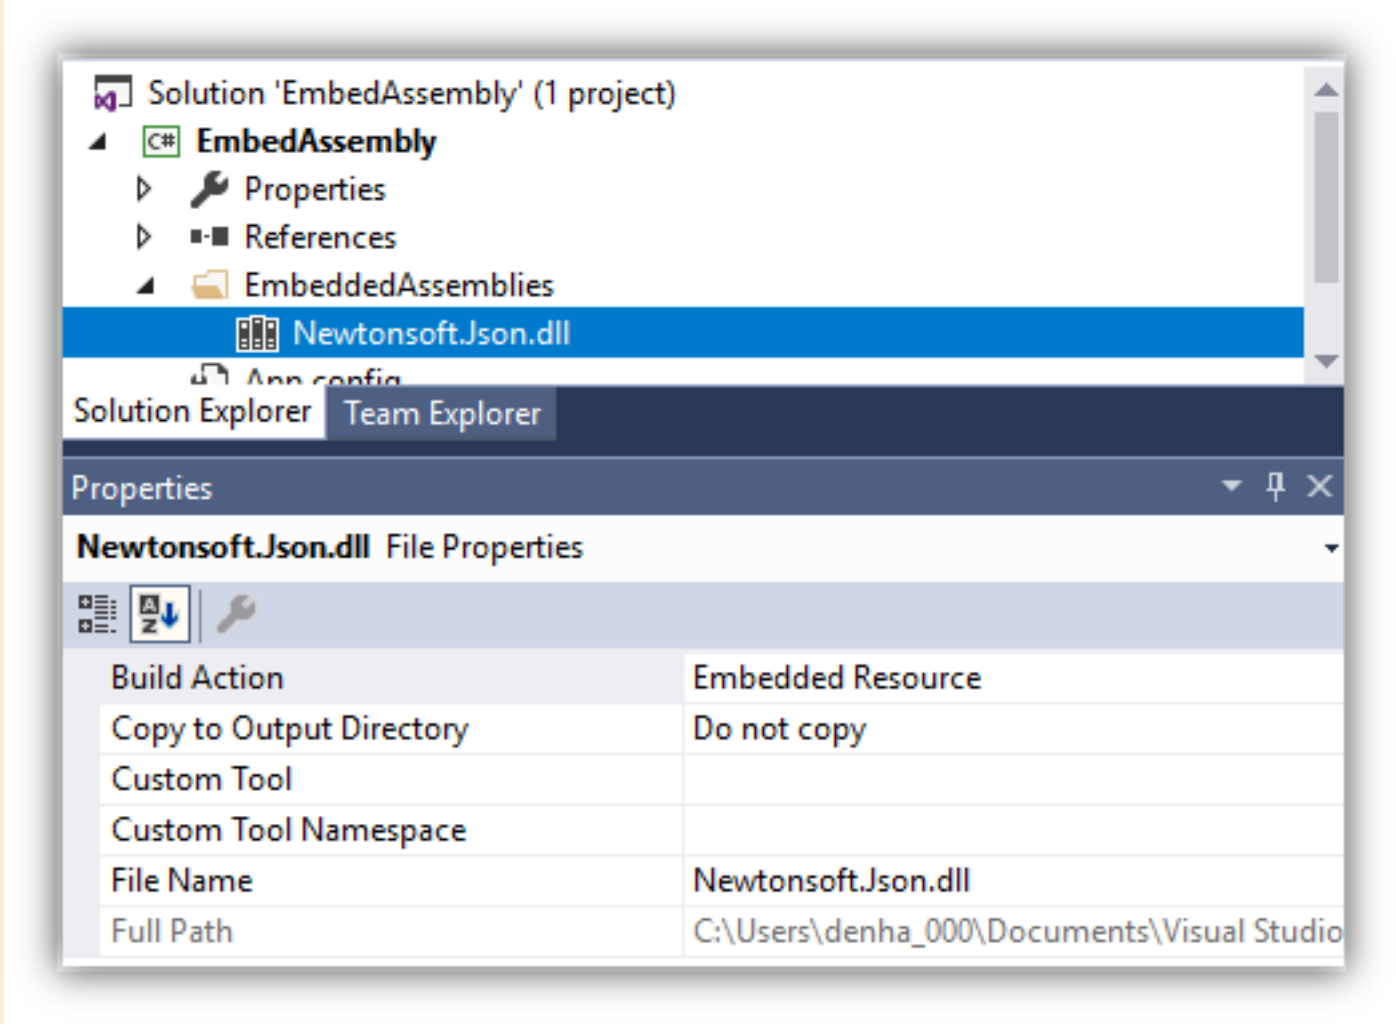 Solution 'EmbedAssembly' (1 project)
C# EmbedAssembly
Properties
References
EmbeddedAssemblies
Newtonsoft.Json.dll
App.config
Solution Explorer Team Explorer
Properties
Newtonsoft.Json.dll File Properties
Build Action Embedded Resource
Copy to Output Directory Do not copy
Custom Tool
Custom Tool Namespace
File Name Newtonsoft.Json.dll
Full Path C:\Users\denha_000\Documents\Visual Studio